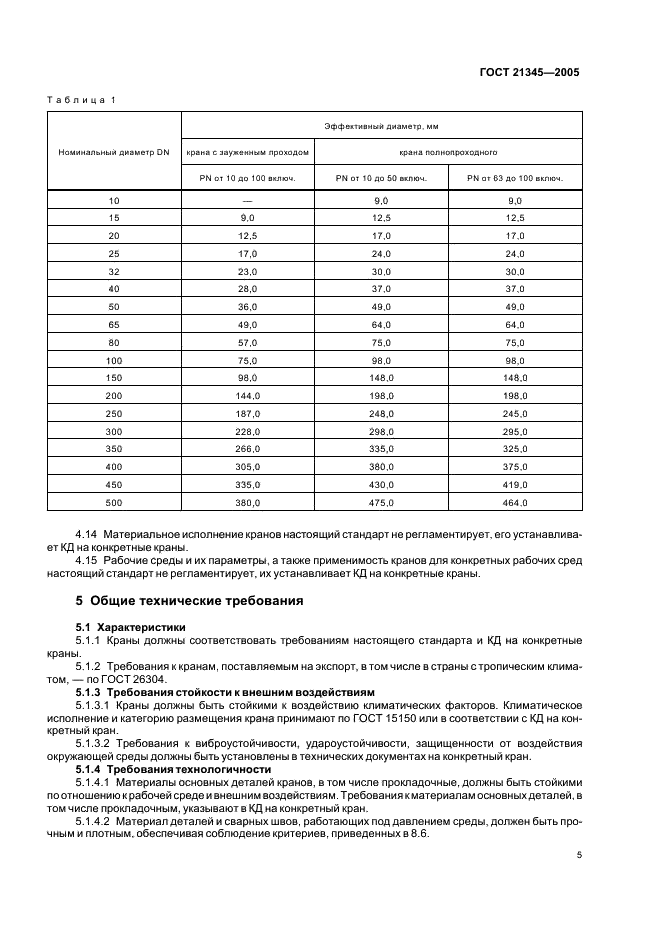 ГОСТ 21345—2005
Таблица 1
Номинальный диаметр DN
Эффективный диаметр, мм
крана с зауженным проходом
крана полнопроходного
PN от 10 до 100 включ.
PN от 10 до 50 включ.
PN от 63 до 100 включ.
10 — 9,0 9,0
15 9,0 12,5 12,5
20 12,5 17,0 17,0
25 17,0 24,0 24,0
32 23,0 30,0 30,0
40 28,0 37,0 37,0
50 36,0 49,0 49,0
65 49,0 64,0 64,0
80 57,0 75,0 75,0
100 75,0 98,0 98,0
150 98,0 148,0 148,0
200 144,0 198,0 198,0
250 187,0 248,0 245,0
300 228,0 298,0 295,0
350 266,0 335,0 325,0
400 305,0 380,0 375,0
450 335,0 430,0 419,0
500 380,0 475,0 464,0
4.14 Материальное исполнение кранов настоящий стандарт не регламентирует, его устанавлива-
ет КД на конкретные краны.
4.15 Рабочие среды и их параметры, а также применимость кранов для конкретных рабочих сред
настоящий стандарт не регламентирует, их устанавливает КД на конкретные краны.
5 Общие технические требования
5.1 Характеристики
5.1.1 Краны должны соответствовать требованиям настоящего стандарта и КД на конкретные
краны.
5.1.2 Требования к кранам, поставляемым на экспорт, в том числе в страны с тропическим клима-
том, — по ГОСТ 26304.
5.1.3 Требования стойкости к внешним воздействиям
5.1.3.1 Краны должны быть стойкими к воздействию климатических факторов. Климатическое
исполнение и категорию размещения крана принимают по ГОСТ 15150 или в соответствии с КД на кон-
кретный кран.
5.1.3.2 Требования к виброустойчивости, удароустойчивости, защищенности от воздействия
окружающей среды должны быть установлены в технических документах на конкретный кран.
5.1.4 Требования технологичности
5.1.4.1 Материалы основных деталей кранов, в том числе прокладочные, должны быть стойкими
по отношению к рабочей среде и внешним воздействиям. Требования к материалам основных деталей, в
том числе прокладочным, указывают в КД на конкретный кран.
5.1.4.2 Материал деталей и сварных швов, работающих под давлением среды, должен быть про-
чным и плотным, обеспечивая соблюдение критериев, приведенных в 8.6.
5